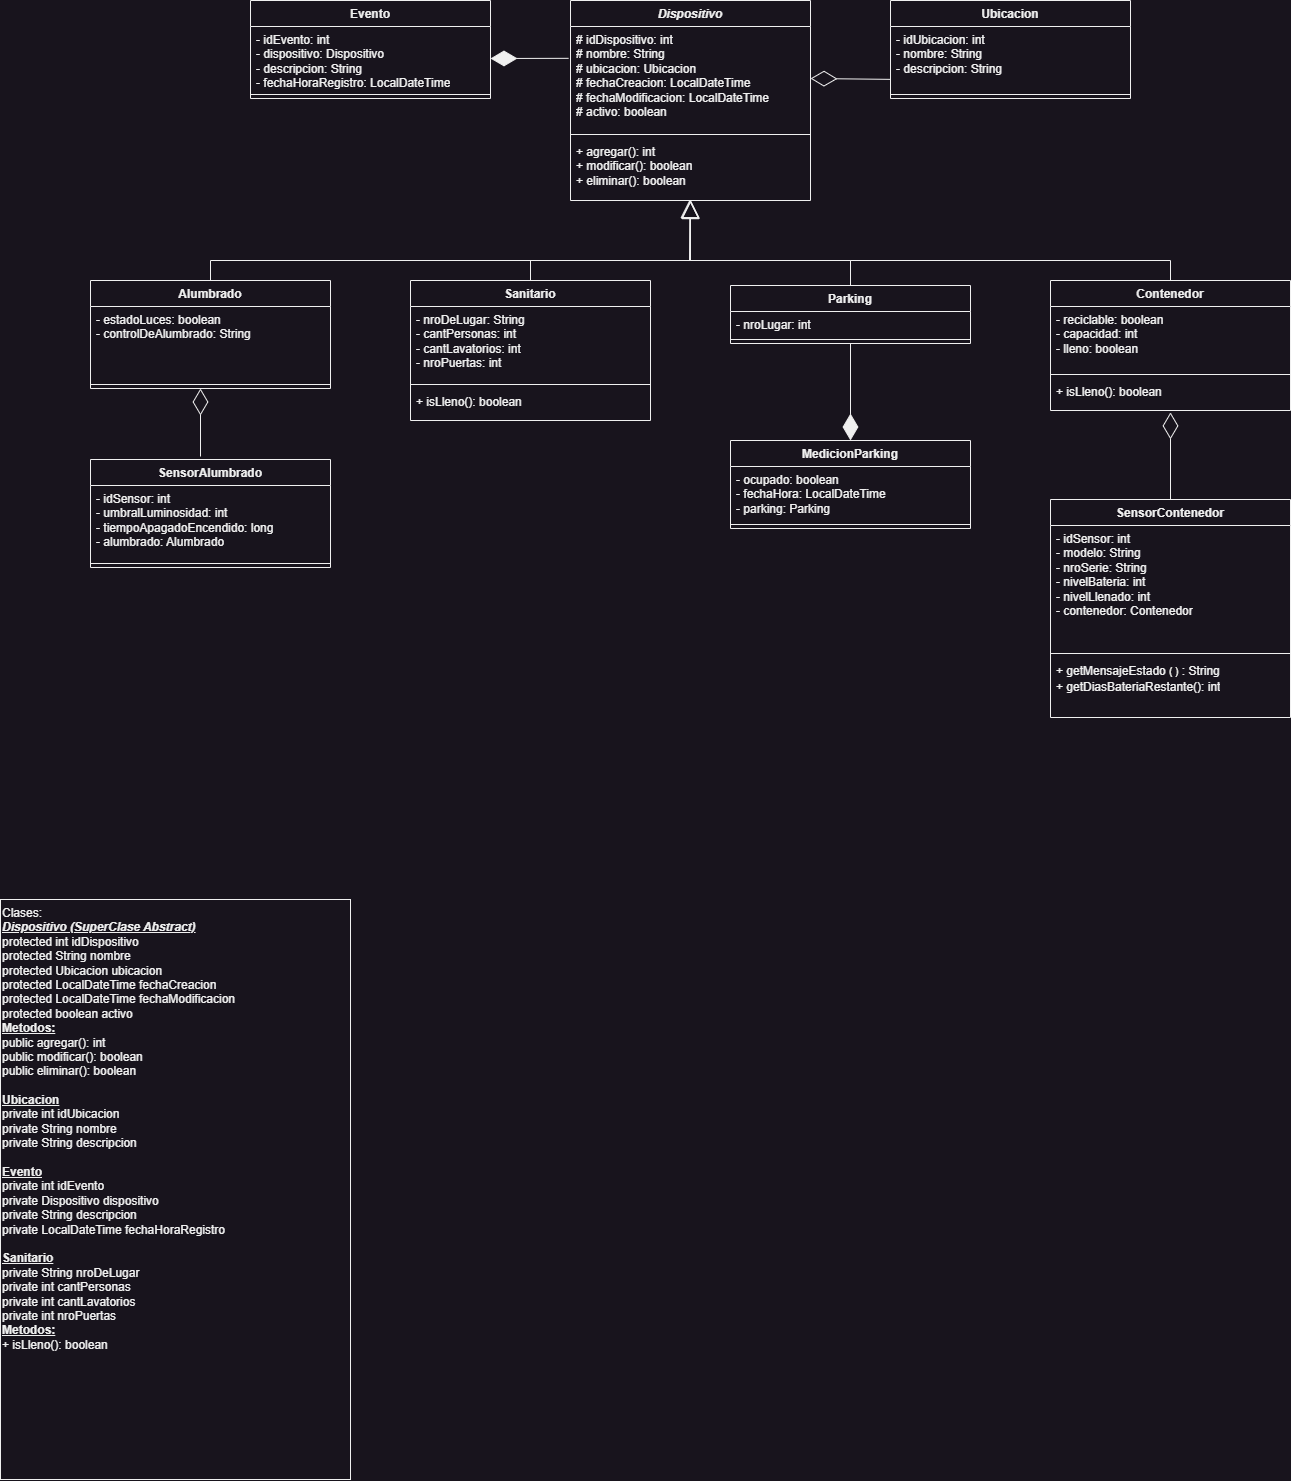 Evento
- idEvento: int
- dispositivo: Dispositivo
- descripcion: String
- fechaHoraRegistro: LocalDateTime
Dispositivo
# idDispositivo: int
# nombre: String
# ubicacion: Ubicacion
# fechaCreacion: LocalDateTime
# fechaModificacion: LocalDateTime
# activo: boolean
+ agregar(): int
+ modificar(): boolean
+ eliminar(): boolean
Ubicacion
- idUbicacion: int
- nombre: String
- descripcion: String
Alumbrado
- estadoLuces: boolean
- controlDeAlumbrado: String
Sanitario
- nroDeLugar: String
- cantPersonas: int
- cantLavatorios: int
- nroPuertas: int
+ isLleno(): boolean
Parking
- nroLugar: int
Contenedor
- reciclable: boolean
- capacidad: int
- lleno: boolean
+ isLleno(): boolean
SensorAlumbrado
- idSensor: int
- umbralLuminosidad: int
- tiempoApagadoEncendido: long
- alumbrado: Alumbrado
MedicionParking
- ocupado: boolean
- fechaHora: LocalDateTime
- parking: Parking
SensorContenedor
- idSensor: int
- modelo: String
- nroSerie: String
- nivelBateria: int
- nivelLlenado: int
- contenedor: Contenedor
+ getMensajeEstado ( ) : String
+ getDiasBateriaRestante(): int
Clases:
Dispositivo (SuperClase Abstract)
protected int idDispositivo
protected String nombre
protected Ubicacion ubicacion
protected LocalDateTime fechaCreacion
protected LocalDateTime fechaModificacion
protected boolean activo
Metodos:
public agregar(): int
public modificar(): boolean
public eliminar(): boolean
Ubicacion
private int idUbicacion
private String nombre
private String descripcion
Evento
private int idEvento
private Dispositivo dispositivo
private String descripcion
private LocalDateTime fechaHoraRegistro
Sanitario
private String nroDeLugar
private int cantPersonas
private int cantLavatorios
private int nroPuertas
Metodos:
+ isLleno(): boolean